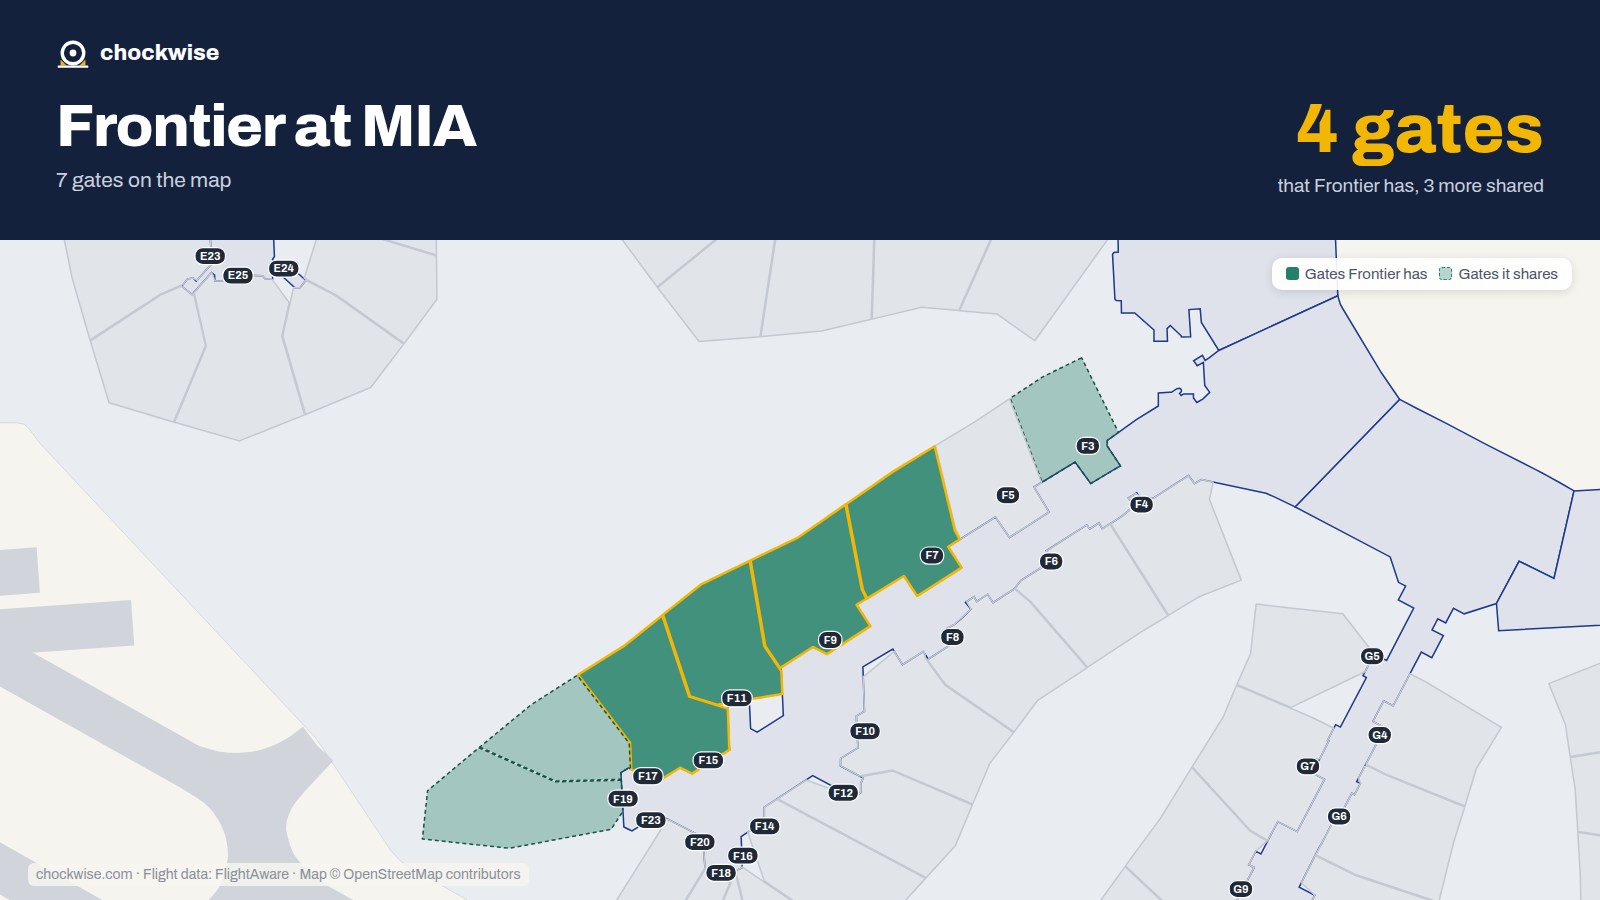 chockwise
Frontier at MIA
7 gates on the map
4 gates
that Frontier has, 3 more shared
Gates Frontier has
Gates it shares
E23
E25
E24
F3
F5
F4
F7
F6
F9
F8
F11
F10
F15
F17
F12
F19
F23
F14
F20
F16
F18
G5
G4
G7
G6
G9
chockwise.com · Flight data: FlightAware · Map © OpenStreetMap contributors